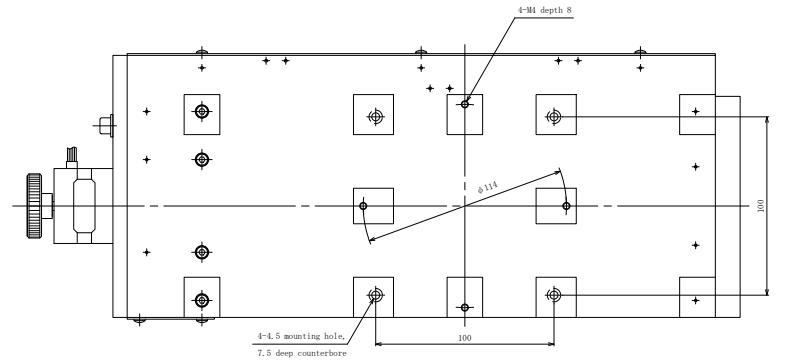 4-M4 depth 8
ϕ114
100
4-4.5 mounting hole,
7.5 deep counterbore
100